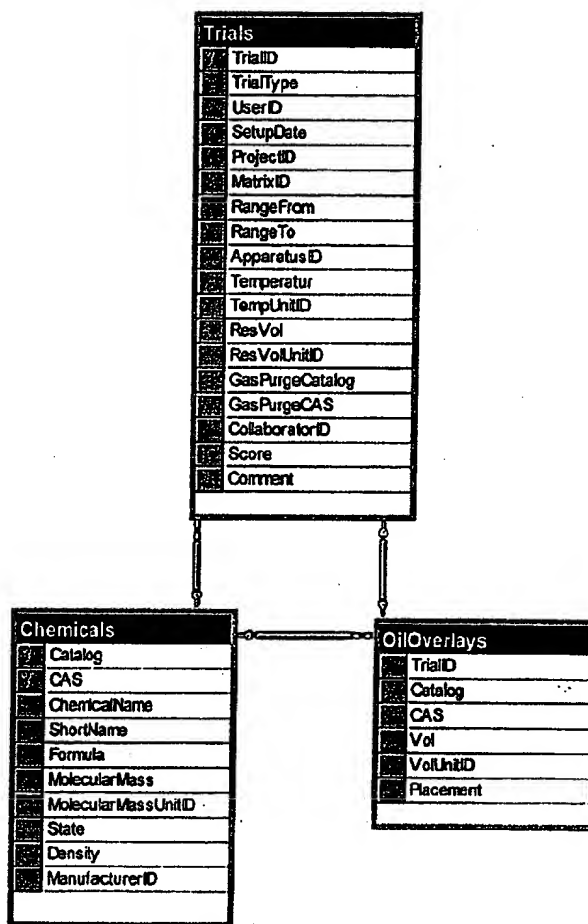 Trials
TrialID
TrialType
UserID
SetupDate
ProjectID
MatrixID
RangeFrom
RangeTo
ApparatusID
Temperatur
TempUnitID
ResVol
ResVolUnitID
GasPurgeCatalog
GasPurgeCAS
CollaboratorID
Score
Comment
Chemicals
Catalog
CAS
ChemicalName
ShortName
Formula
MolecularMass
MolecularMassUnitID
State
Density
ManufacturerID
OilOverlays
TrialID
Catalog
CAS
Vol
VolUnitID
Placement